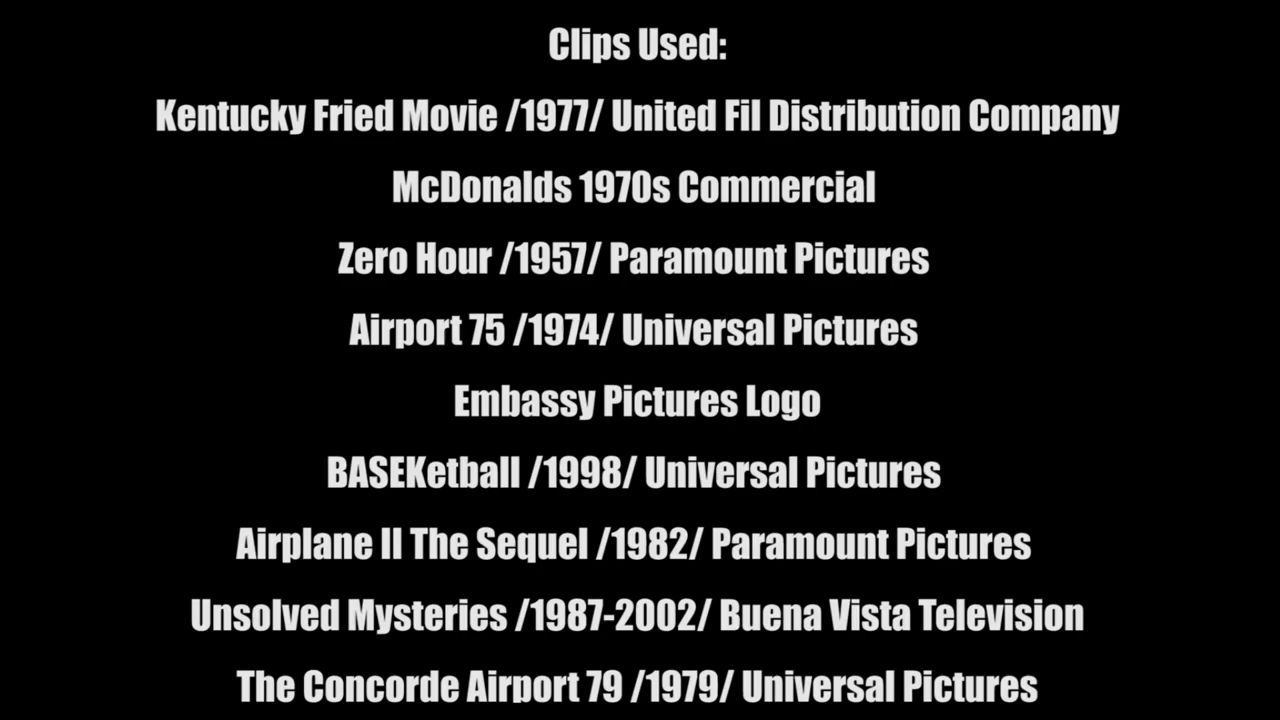 Clips Used:
Kentucky Fried Movie /1977/ United Fil Distribution Company
McDonalds 1970s Commercial
Zero Hour /1957/ Paramount Pictures
Airport 75 /1974/ Universal Pictures
Embassy Pictures Logo
BASEKetball /1998/ Universal Pictures
Airplane II The Sequel /1982/ Paramount Pictures
Unsolved Mysteries /1987-2002/ Buena Vista Television
The Concorde Airport 79 /1979/ Universal Pictures